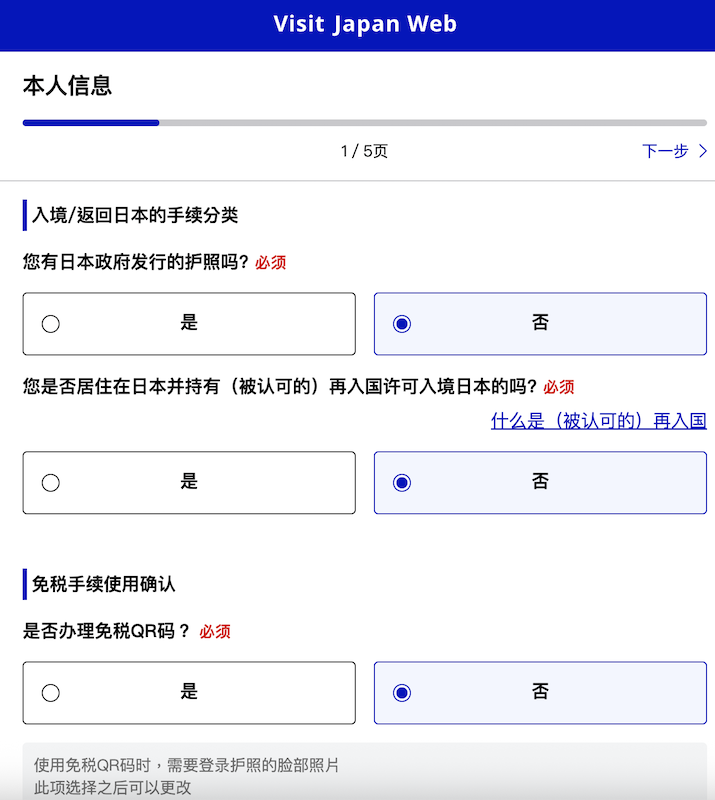 Visit Japan Web
本人信息
1 / 5页
下一步
入境/返回日本的手续分类
您有日本政府发行的护照吗? 必须
是
否
您是否居住在日本并持有（被认可的）再入国许可入境日本的吗? 必须
什么是（被认可的）再入国
是
否
免税手续使用确认
是否办理免税QR码？ 必须
是
否
使用免税QR码时，需要登录护照的脸部照片
此项选择之后可以更改